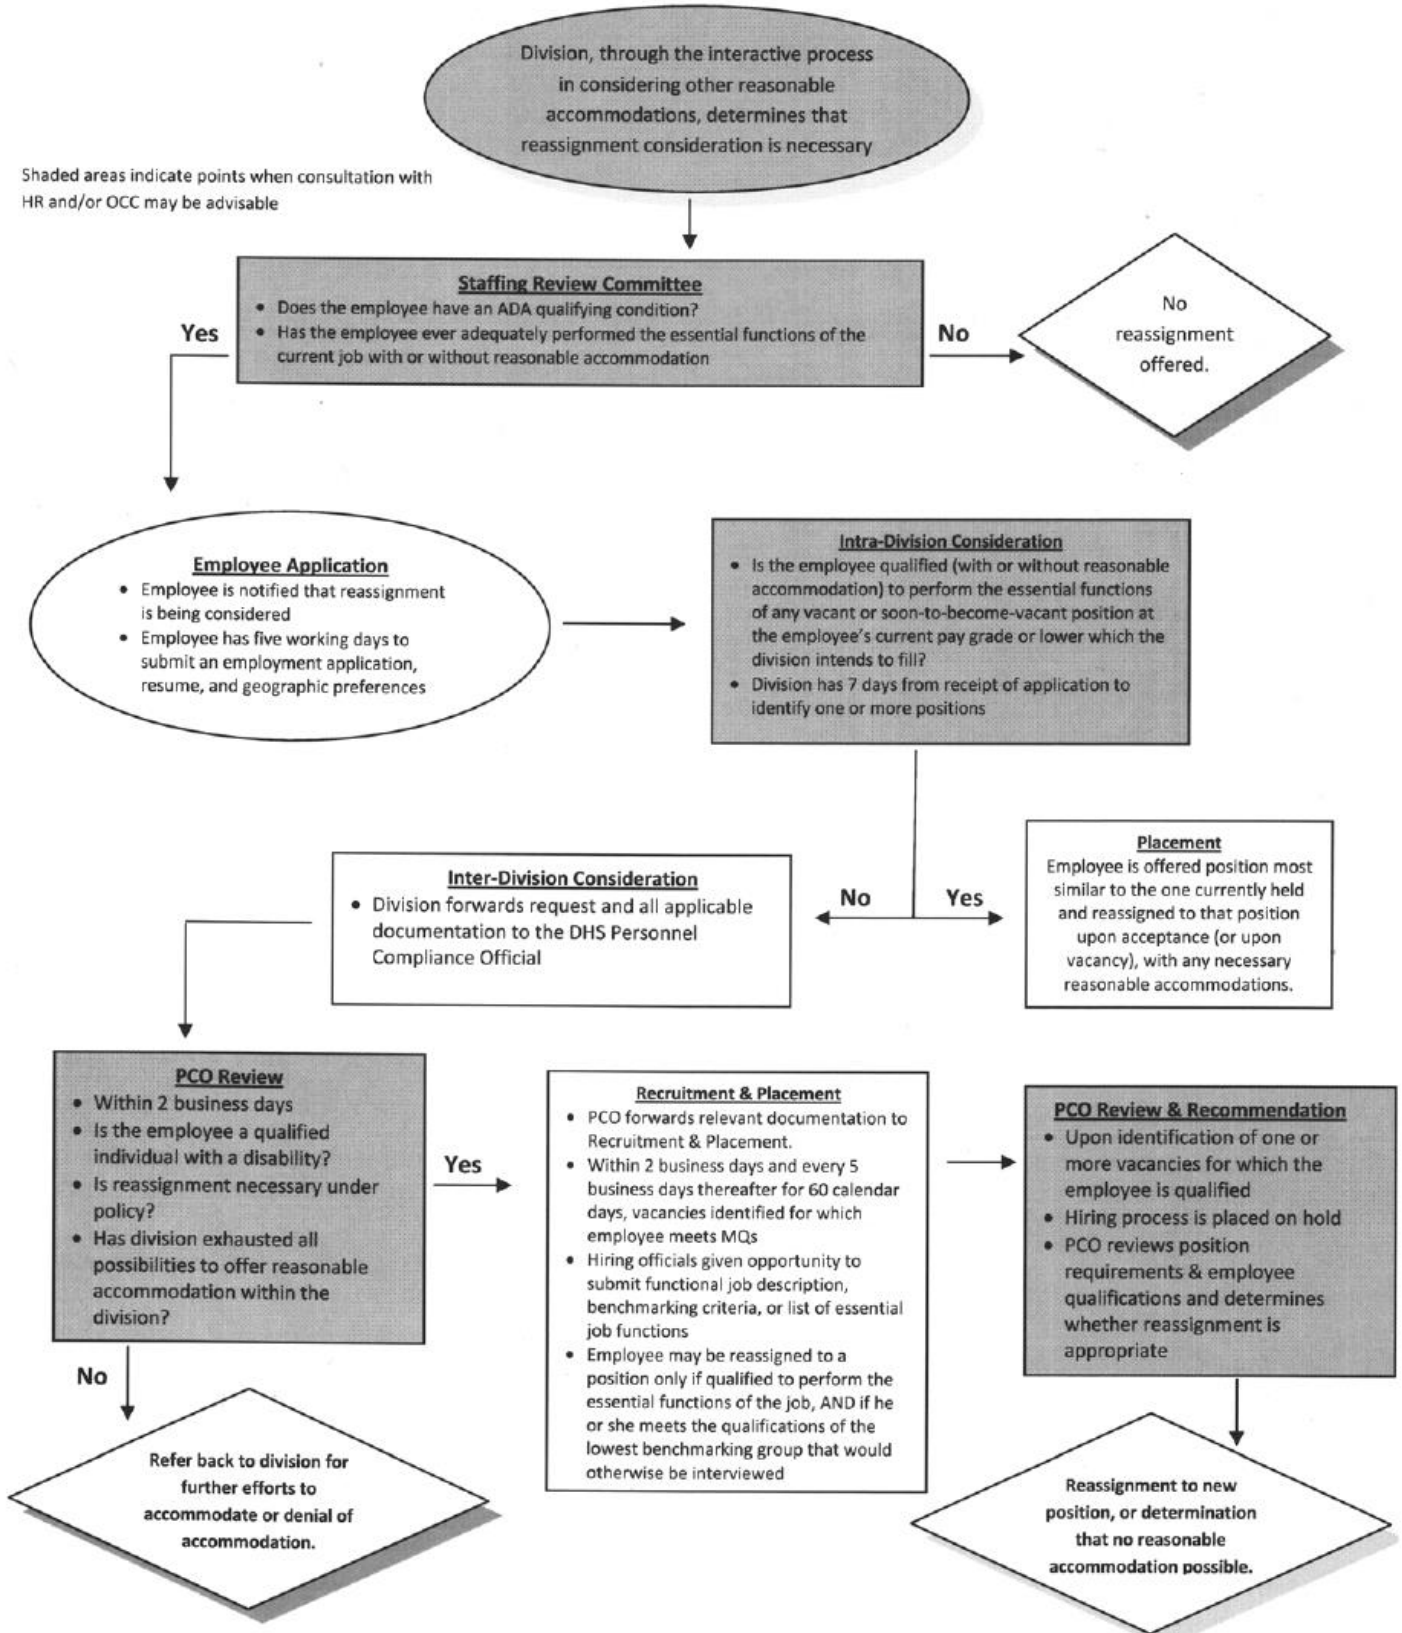 Division, through the interactive process
in considering other reasonable
accommodations, determines that
reassignment consideration is necessary
Shaded areas indicate points when consultation with
HR and/or OCC may be advisable
Staffing Review Committee
• Does the employee have an ADA qualifying condition?
• Has the employee ever adequately performed the essential functions of the
current job with or without reasonable accommodation
Yes
No
No
reassignment
offered.
Employee Application
• Employee is notified that reassignment
is being considered
• Employee has five working days to
submit an employment application,
resume, and geographic preferences
Intra-Division Consideration
• Is the employee qualified (with or without reasonable
accommodation) to perform the essential functions
of any vacant or soon-to-become-vacant position at
the employee's current pay grade or lower which the
division intends to fill?
• Division has 7 days from receipt of application to
identify one or more positions
No
Yes
Placement
Employee is offered position most
similar to the one currently held
and reassigned to that position
upon acceptance (or upon
vacancy), with any necessary
reasonable accommodations.
Inter-Division Consideration
• Division forwards request and all applicable
documentation to the DHS Personnel
Compliance Official
PCO Review
• Within 2 business days
• Is the employee a qualified
individual with a disability?
• Is reassignment necessary under
policy?
• Has division exhausted all
possibilities to offer reasonable
accommodation within the
division?
Yes
No
Recruitment & Placement
• PCO forwards relevant documentation to
Recruitment & Placement.
• Within 2 business days and every 5
business days thereafter for 60 calendar
days, vacancies identified for which
employee meets MQs
• Hiring officials given opportunity to
submit functional job description,
benchmarking criteria, or list of essential
job functions
• Employee may be reassigned to a
position only if qualified to perform the
essential functions of the job, AND if he
or she meets the qualifications of the
lowest benchmarking group that would
otherwise be interviewed
PCO Review & Recommendation
• Upon identification of one or
more vacancies for which the
employee is qualified
• Hiring process is placed on hold
• PCO reviews position
requirements & employee
qualifications and determines
whether reassignment is
appropriate
Refer back to division for
further efforts to
accommodate or denial of
accommodation.
Reassignment to new
position, or determination
that no reasonable
accommodation possible.